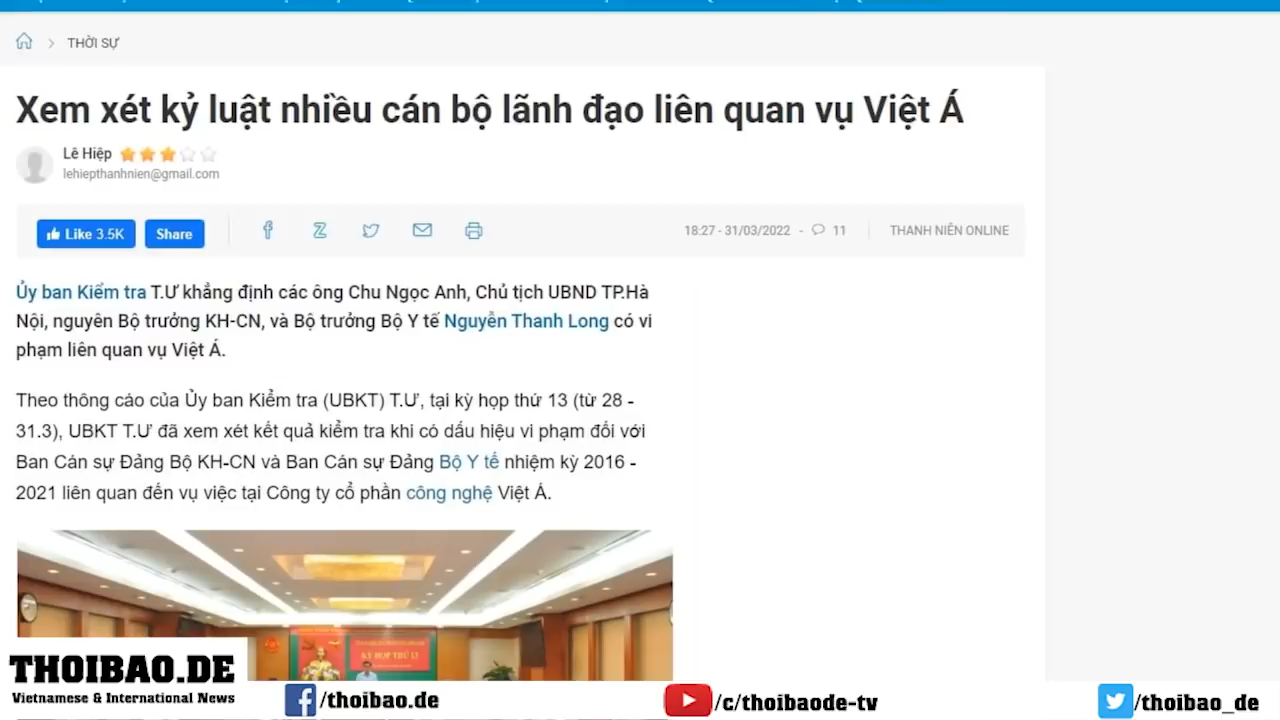 THỜI SỰ
Xem xét kỷ luật nhiều cán bộ lãnh đạo liên quan vụ Việt Á
Lê Hiệp
lehiepthanhnien@gmail.com
Like 3.5K Share 18:27 - 31/03/2022 - 11 THANH NIÊN ONLINE
Ủy ban Kiểm tra T.Ư khẳng định các ông Chu Ngọc Anh, Chủ tịch UBND TP.Hà
Nội, nguyên Bộ trưởng KH-CN, và Bộ trưởng Bộ Y tế Nguyễn Thanh Long có vi
phạm liên quan vụ Việt Á.
Theo thông cáo của Ủy ban Kiểm tra (UBKT) T.Ư, tại kỳ họp thứ 13 (từ 28 -
31.3), UBKT T.Ư đã xem xét kết quả kiểm tra khi có dấu hiệu vi phạm đối với
Ban Cán sự Đảng Bộ KH-CN và Ban Cán sự Đảng Bộ Y tế nhiệm kỳ 2016 -
2021 liên quan đến vụ việc tại Công ty cổ phần công nghệ Việt Á.
KỲ HỌP THỨ 13
THOIBAO.DE
Vietnamese & International News
/thoibao.de
/c/thoibaode-tv
/thoibao_de